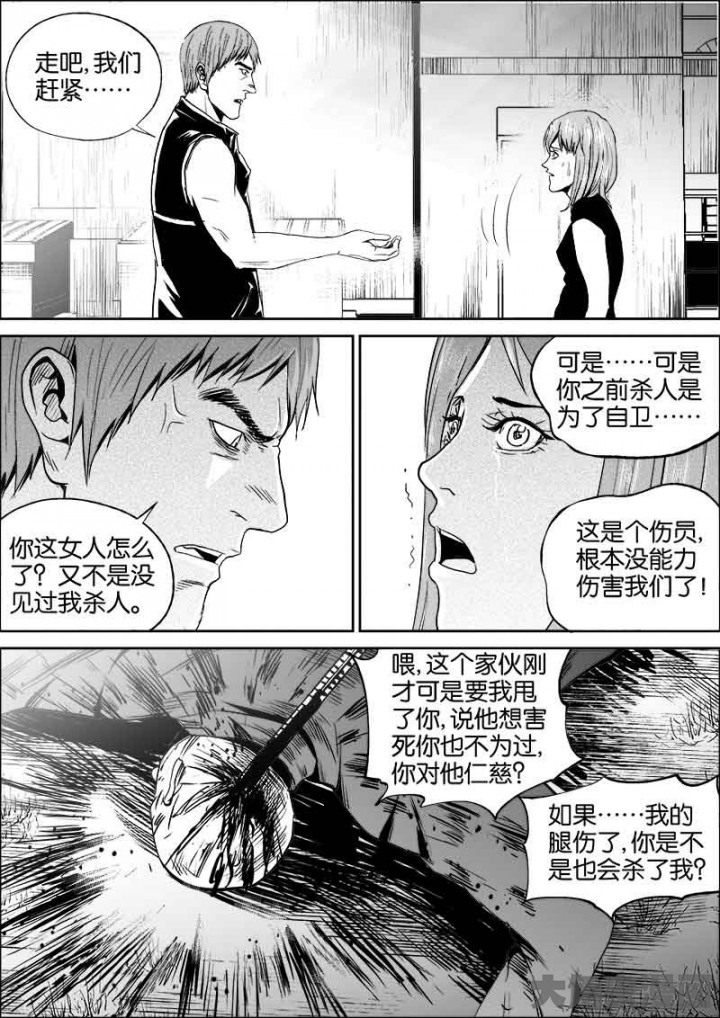 走吧,我们
赶紧……
你这女人怎么
了？又不是没
见过我杀人。
可是……可是
你之前杀人是
为了自卫……
这是个伤员,
根本没能力
伤害我们了！
喂,这个家伙刚
才可是要我甩
了你,说他想害
死你也不为过,
你对他仁慈？
如果……我的
腿伤了,你是不
是也会杀了我？